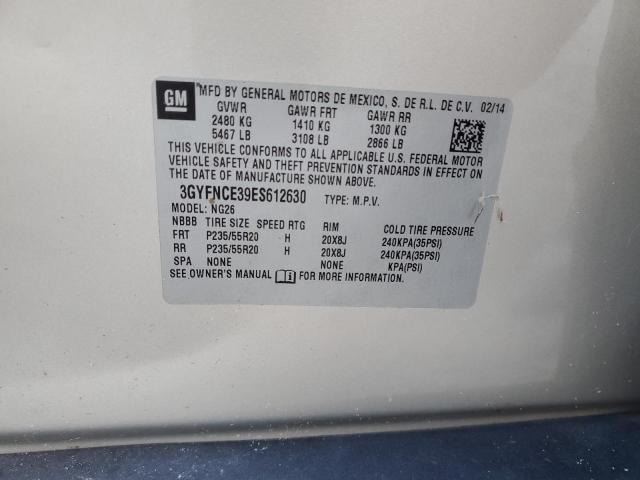 GM
MFD BY GENERAL MOTORS DE MEXICO, S. DE R.L. DE C.V. 02/14
GVWR GAWR FRT GAWR RR
2480 KG 1410 KG 1300 KG
5467 LB 3108 LB 2866 LB
THIS VEHICLE CONFORMS TO ALL APPLICABLE U.S. FEDERAL MOTOR
VEHICLE SAFETY AND THEFT PREVENTION STANDARDS IN EFFECT ON THE
DATE OF MANUFACTURE SHOWN ABOVE.
3GYFNCE39ES612630 TYPE: M.P.V.
MODEL: NG26
NBBB TIRE SIZE SPEED RTG RIM COLD TIRE PRESSURE
FRT P235/55R20 H 20X8J 240KPA(35PSI)
RR P235/55R20 H 20X8J 240KPA(35PSI)
SPA NONE NONE KPA(PSI)
SEE OWNER'S MANUAL FOR MORE INFORMATION.